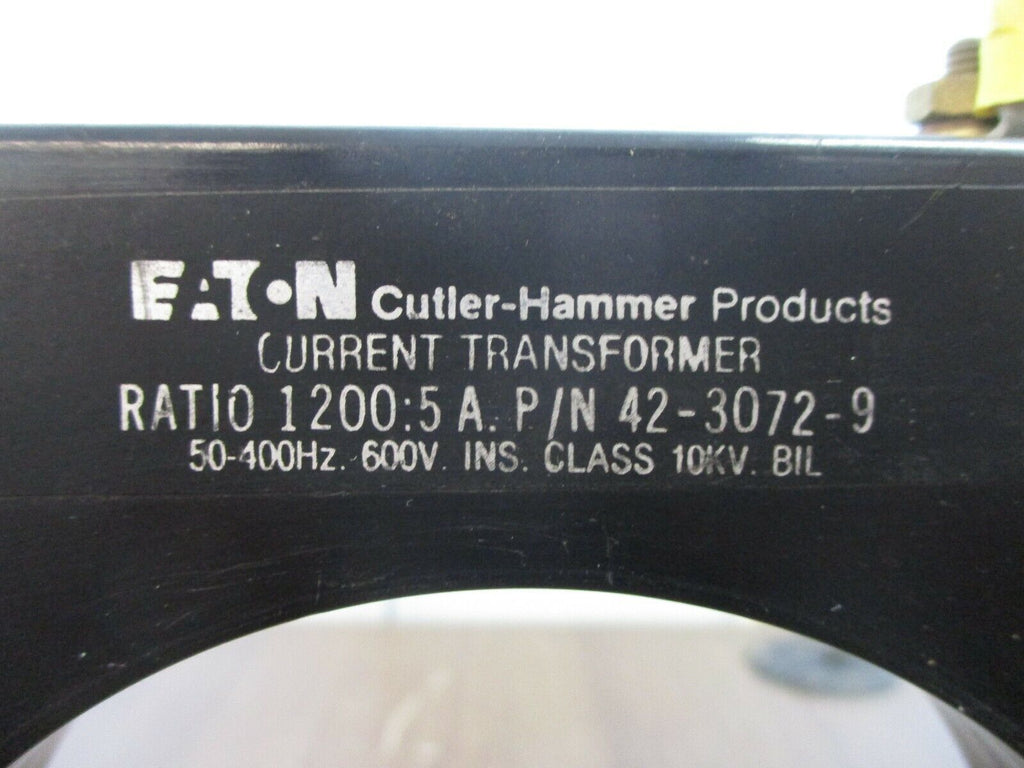 EATON Cutler-Hammer Products
CURRENT TRANSFORMER
RATIO 1200:5 A. P/N 42-3072-9
50-400Hz. 600V. INS. CLASS 10KV. BIL